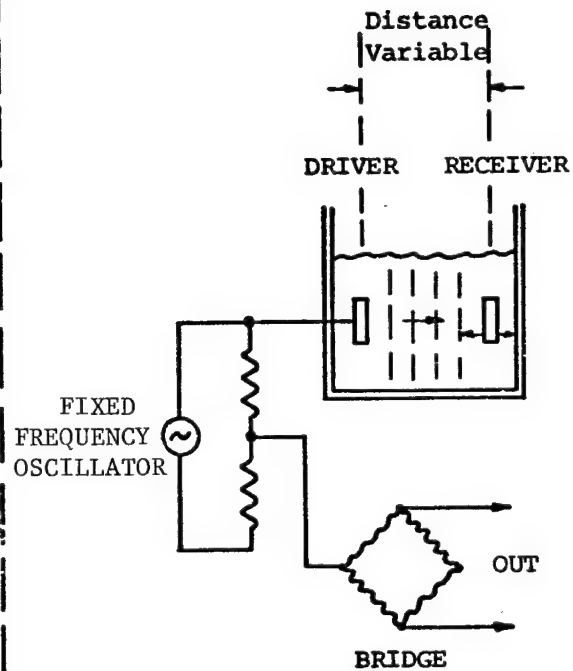 Distance
Variable
DRIVER RECEIVER
FIXED
FREQUENCY
OSCILLATOR
OUT
BRIDGE